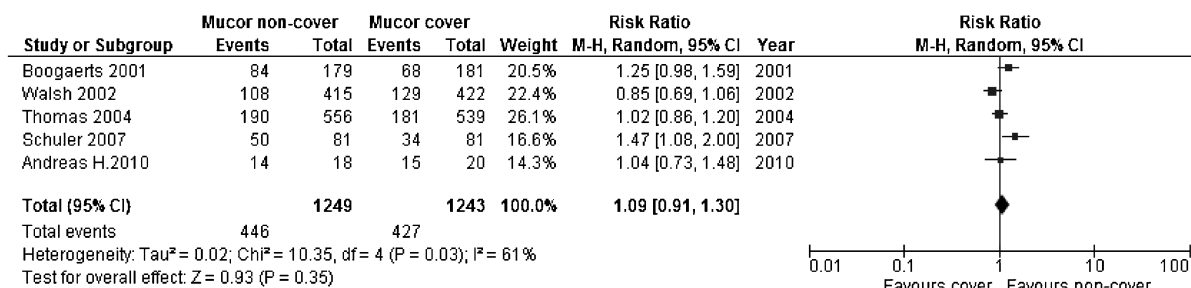 Mucor non-cover Mucor cover Risk Ratio Risk Ratio
Study or Subgroup Events Total Events Total Weight M-H, Random, 95% CI Year M-H, Random, 95% CI
Boogaerts 2001 84 179 68 181 20.5% 1.25 [0.98, 1.59] 2001
Walsh 2002 108 415 129 422 22.4% 0.85 [0.69, 1.06] 2002
Thomas 2004 190 556 181 539 26.1% 1.02 [0.86, 1.20] 2004
Schuler 2007 50 81 34 81 16.6% 1.47 [1.08, 2.00] 2007
Andreas H.2010 14 18 15 20 14.3% 1.04 [0.73, 1.48] 2010
Total (95% CI) 1249 1243 100.0% 1.09 [0.91, 1.30]
Total events 446 427
Heterogeneity: Tau² = 0.02; Chi² = 10.35, df = 4 (P = 0.03); I² = 61%
Test for overall effect: Z = 0.93 (P = 0.35)
0.01 0.1 1 10 100
Favours cover Favours non-cover